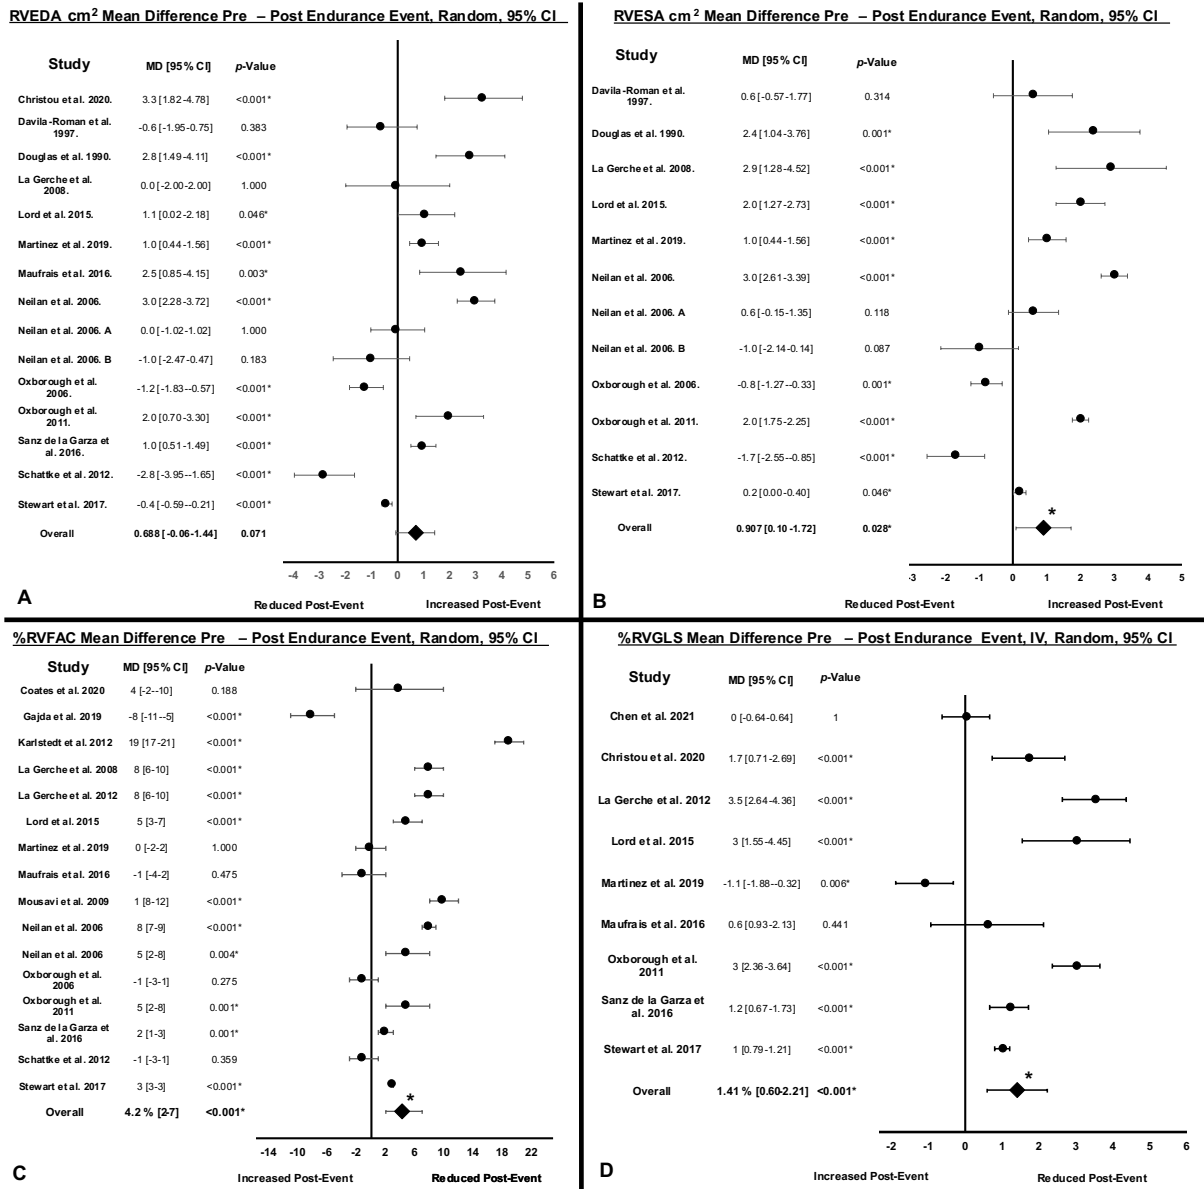 RVEDA cm² Mean Difference Pre – Post Endurance Event, Random, 95% CI
Study MD [95% CI] p-Value
Christou et al. 2020. 3.3 [1.82-4.78] <0.001*
Davila-Roman et al. 1997. -0.6 [-1.95-0.75] 0.383
Douglas et al. 1990. 2.8 [1.49-4.11] <0.001*
La Gerche et al. 2008. 0.0 [-2.00-2.00] 1.000
Lord et al. 2015. 1.1 [0.02-2.18] 0.046*
Martinez et al. 2019. 1.0 [0.44-1.56] <0.001*
Maufrais et al. 2016. 2.5 [0.85-4.15] 0.003*
Neilan et al. 2006. 3.0 [2.28-3.72] <0.001*
Neilan et al. 2006. A 0.0 [-1.02-1.02] 1.000
Neilan et al. 2006. B -1.0 [-2.47-0.47] 0.183
Oxborough et al. 2006. -1.2 [-1.83--0.57] <0.001*
Oxborough et al. 2011. 2.0 [0.70-3.30] <0.001*
Sanz de la Garza et al. 2016. 1.0 [0.51-1.49] <0.001*
Schattke et al. 2012. -2.8 [-3.95--1.65] <0.001*
Stewart et al. 2017. -0.4 [-0.59--0.21] <0.001*
Overall 0.688 [-0.06-1.44] 0.071
-4 -3 -2 -1 0 1 2 3 4 5 6
A Reduced Post-Event Increased Post-Event
RVESA cm² Mean Difference Pre – Post Endurance Event, Random, 95% CI
Study MD [95% CI] p-Value
Davila-Roman et al. 1997. 0.6 [-0.57-1.77] 0.314
Douglas et al. 1990. 2.4 [1.04-3.76] 0.001*
La Gerche et al. 2008. 2.9 [1.28-4.52] <0.001*
Lord et al. 2015. 2.0 [1.27-2.73] <0.001*
Martinez et al. 2019. 1.0 [0.44-1.56] <0.001*
Neilan et al. 2006. 3.0 [2.61-3.39] <0.001*
Neilan et al. 2006. A 0.6 [-0.15-1.35] 0.118
Neilan et al. 2006. B -1.0 [-2.14-0.14] 0.087
Oxborough et al. 2006. -0.8 [-1.27--0.33] 0.001*
Oxborough et al. 2011. 2.0 [1.75-2.25] <0.001*
Schattke et al. 2012. -1.7 [-2.55--0.85] <0.001*
Stewart et al. 2017. 0.2 [0.00-0.40] 0.046*
*
Overall 0.907 [0.10-1.72] 0.028*
-3 -2 -1 0 1 2 3 4 5
B Reduced Post-Event Increased Post-Event
%RVFAC Mean Difference Pre – Post Endurance Event, Random, 95% CI
Study MD [95% CI] p-Value
Coates et al. 2020 4 [-2--10] 0.188
Gajda et al. 2019 -8 [-11--5] <0.001*
Karlstedt et al. 2012 19 [17-21] <0.001*
La Gerche et al. 2008 8 [6-10] <0.001*
La Gerche et al. 2012 8 [6-10] <0.001*
Lord et al. 2015 5 [3-7] <0.001*
Martinez et al. 2019 0 [-2-2] 1.000
Maufrais et al. 2016 -1 [-4-2] 0.475
Mousavi et al. 2009 1 [8-12] <0.001*
Neilan et al. 2006 8 [7-9] <0.001*
Neilan et al. 2006 5 [2-8] 0.004*
Oxborough et al. 2006 -1 [-3-1] 0.275
Oxborough et al. 2011 5 [2-8] 0.001*
Sanz de la Garza et al. 2016 2 [1-3] 0.001*
Schattke et al. 2012 -1 [-3-1] 0.359
Stewart et al. 2017 3 [3-3] <0.001*
*
Overall 4.2 % [2-7] <0.001*
-14 -10 -6 -2 2 6 10 14 18 22
C Increased Post-Event Reduced Post-Event
%RVGLS Mean Difference Pre – Post Endurance Event, IV, Random, 95% CI
Study MD [95% CI] p-Value
Chen et al. 2021 0 [-0.64-0.64] 1
Christou et al. 2020 1.7 [0.71-2.69] <0.001*
La Gerche et al. 2012 3.5 [2.64-4.36] <0.001*
Lord et al. 2015 3 [1.55-4.45] <0.001*
Martinez et al. 2019 -1.1 [-1.88--0.32] 0.006*
Maufrais et al. 2016 0.6 [0.93-2.13] 0.441
Oxborough et al. 2011 3 [2.36-3.64] <0.001*
Sanz de la Garza et al. 2016 1.2 [0.67-1.73] <0.001*
Stewart et al. 2017 1 [0.79-1.21] <0.001*
*
Overall 1.41 % [0.60-2.21] <0.001*
-2 -1 0 1 2 3 4 5 6
D Increased Post-Event Reduced Post-Event